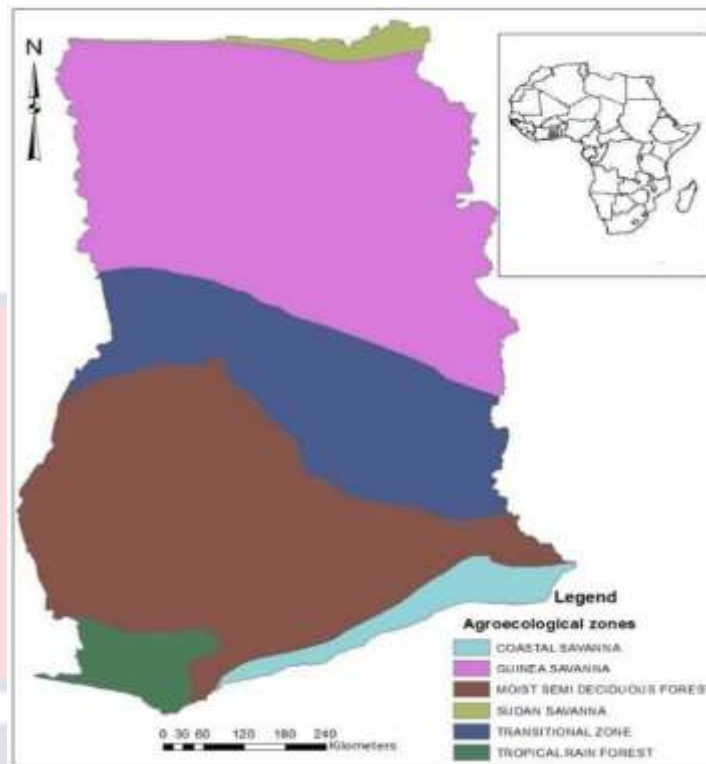 N
Legend
Agroecological zones
COASTAL SAVANNA
GUINEA SAVANNA
MOIST SEMI DECIDUOUS FOREST
SUDAN SAVANNA
TRANSITIONAL ZONE
TROPICAL RAIN FOREST
0 30 60 120 180 240
Kilometers